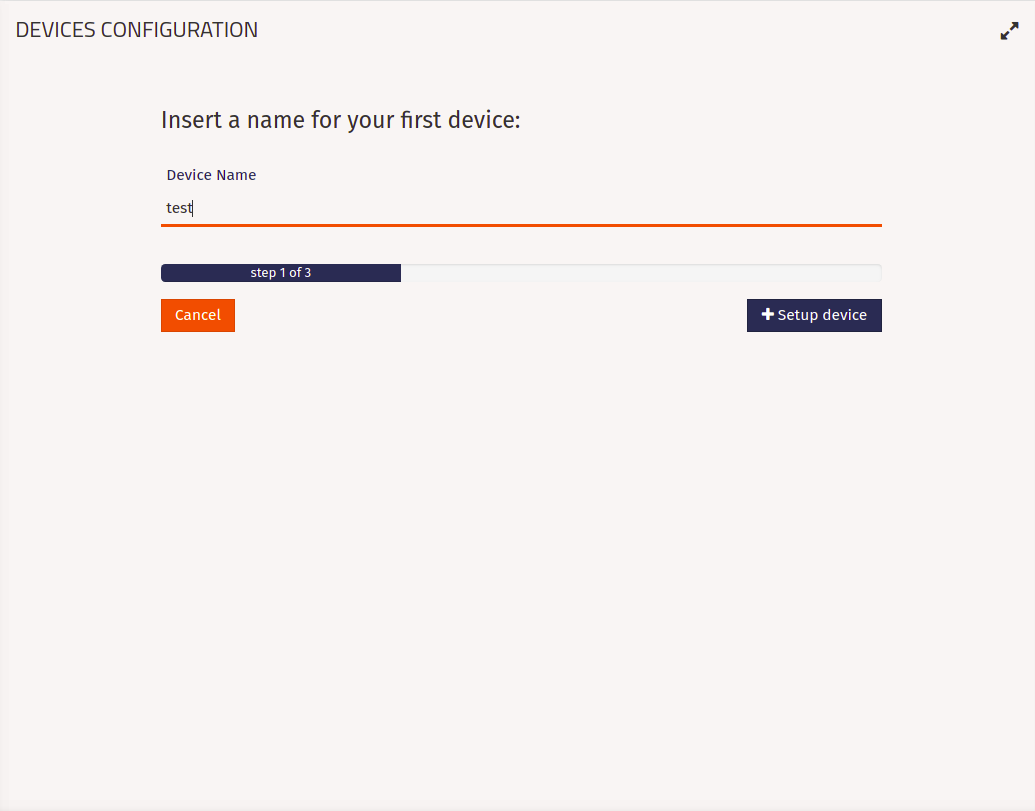 DEVICES CONFIGURATION
Insert a name for your first device:
Device Name
test
step 1 of 3
Cancel
Setup device